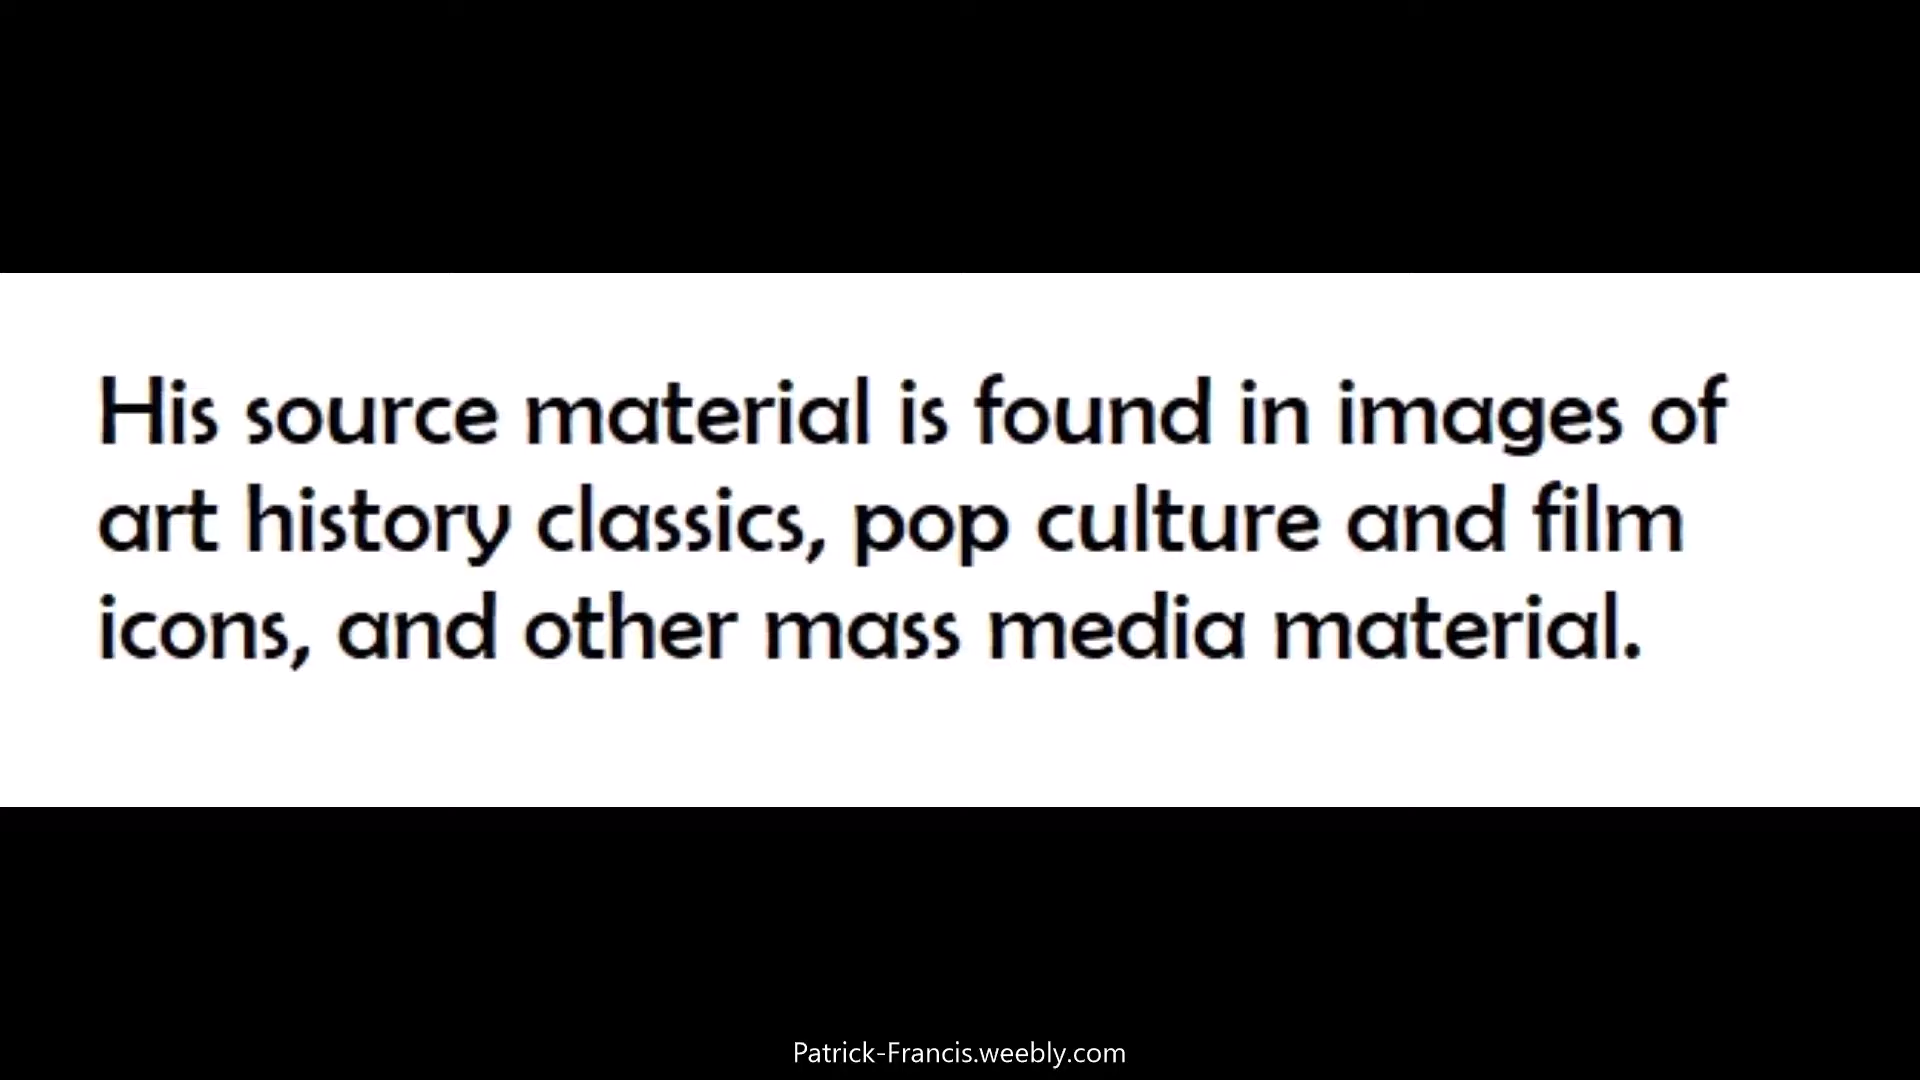 His source material is found in images of
art history classics, pop culture and film
icons, and other mass media material.
Patrick-Francis.weebly.com